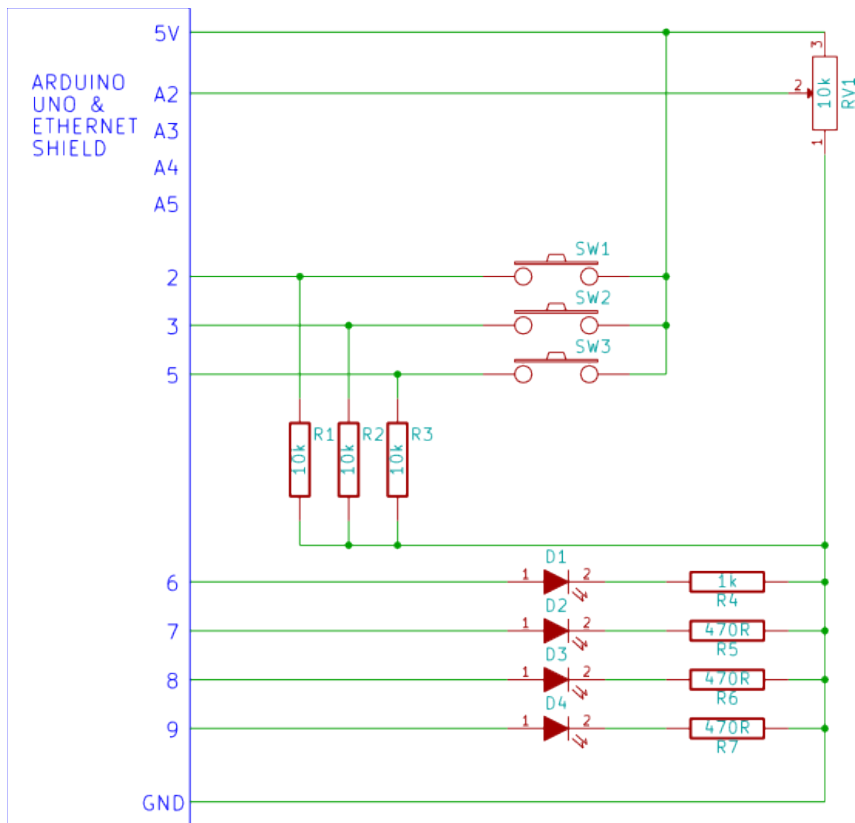 5V
ARDUINO
UNO &
ETHERNET
SHIELD
A2
A3
A4
A5
3
2
10k
RV1
1
2
SW1
3
SW2
5
SW3
10k
R1
10k
R2
10k
R3
6
D1
1
2
1k
R4
7
D2
1
2
470R
R5
8
D3
1
2
470R
R6
9
D4
1
2
470R
R7
GND